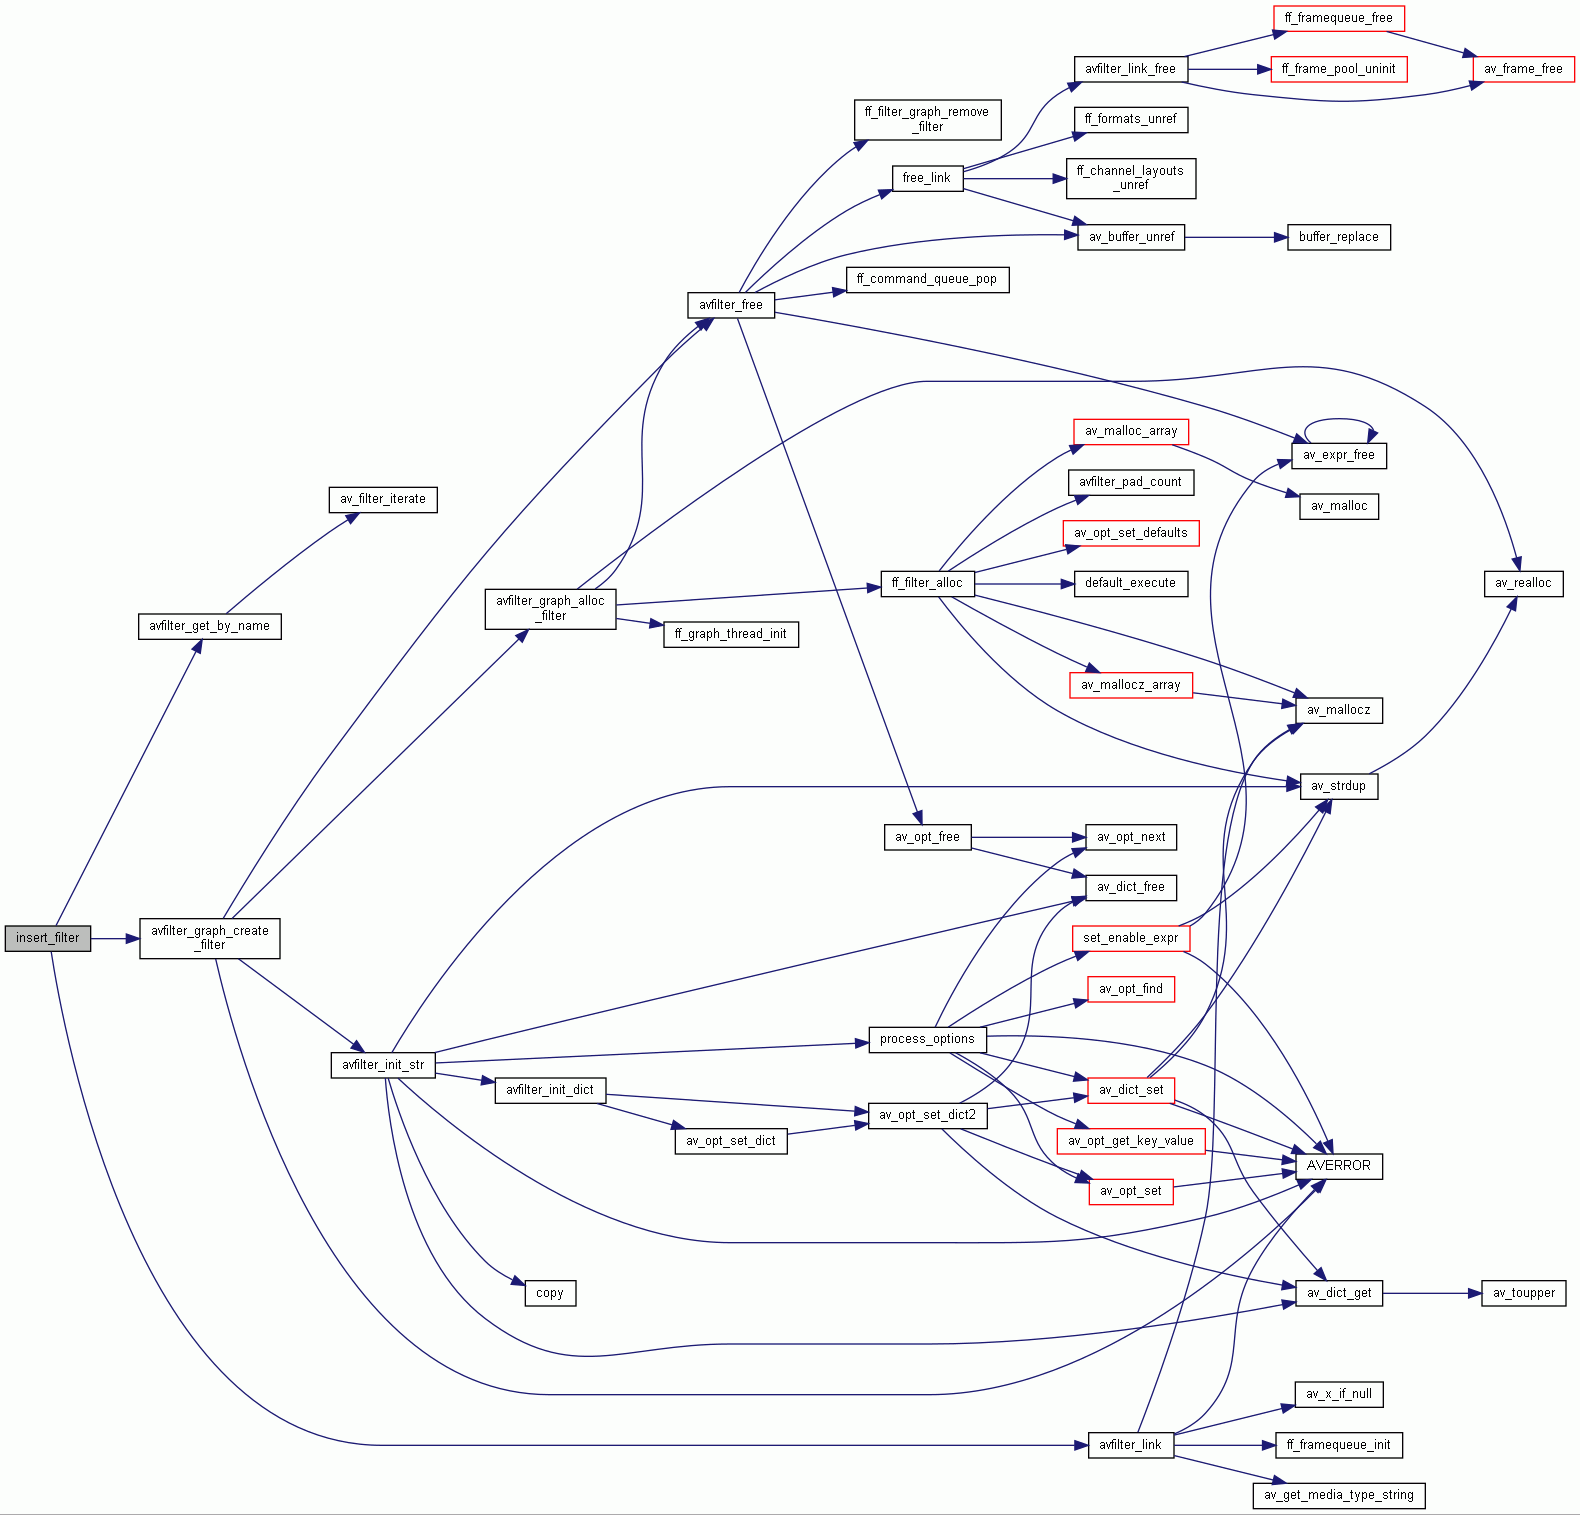 ff_framequeue_free
avfilter_link_free
ff_frame_pool_uninit
av_frame_free
ff_filter_graph_remove
_filter
ff_formats_unref
free_link
ff_channel_layouts
_unref
av_buffer_unref
buffer_replace
ff_command_queue_pop
avfilter_free
av_malloc_array
av_expr_free
avfilter_pad_count
av_filter_iterate
av_malloc
av_opt_set_defaults
ff_filter_alloc
default_execute
av_realloc
avfilter_graph_alloc
_filter
avfilter_get_by_name
ff_graph_thread_init
av_mallocz_array
av_mallocz
av_strdup
av_opt_free
av_opt_next
av_dict_free
insert_filter
avfilter_graph_create
_filter
set_enable_expr
av_opt_find
process_options
avfilter_init_str
avfilter_init_dict
av_dict_set
av_opt_set_dict2
av_opt_set_dict
av_opt_get_key_value
AVERROR
av_opt_set
copy
av_dict_get
av_toupper
av_x_if_null
avfilter_link
ff_framequeue_init
av_get_media_type_string